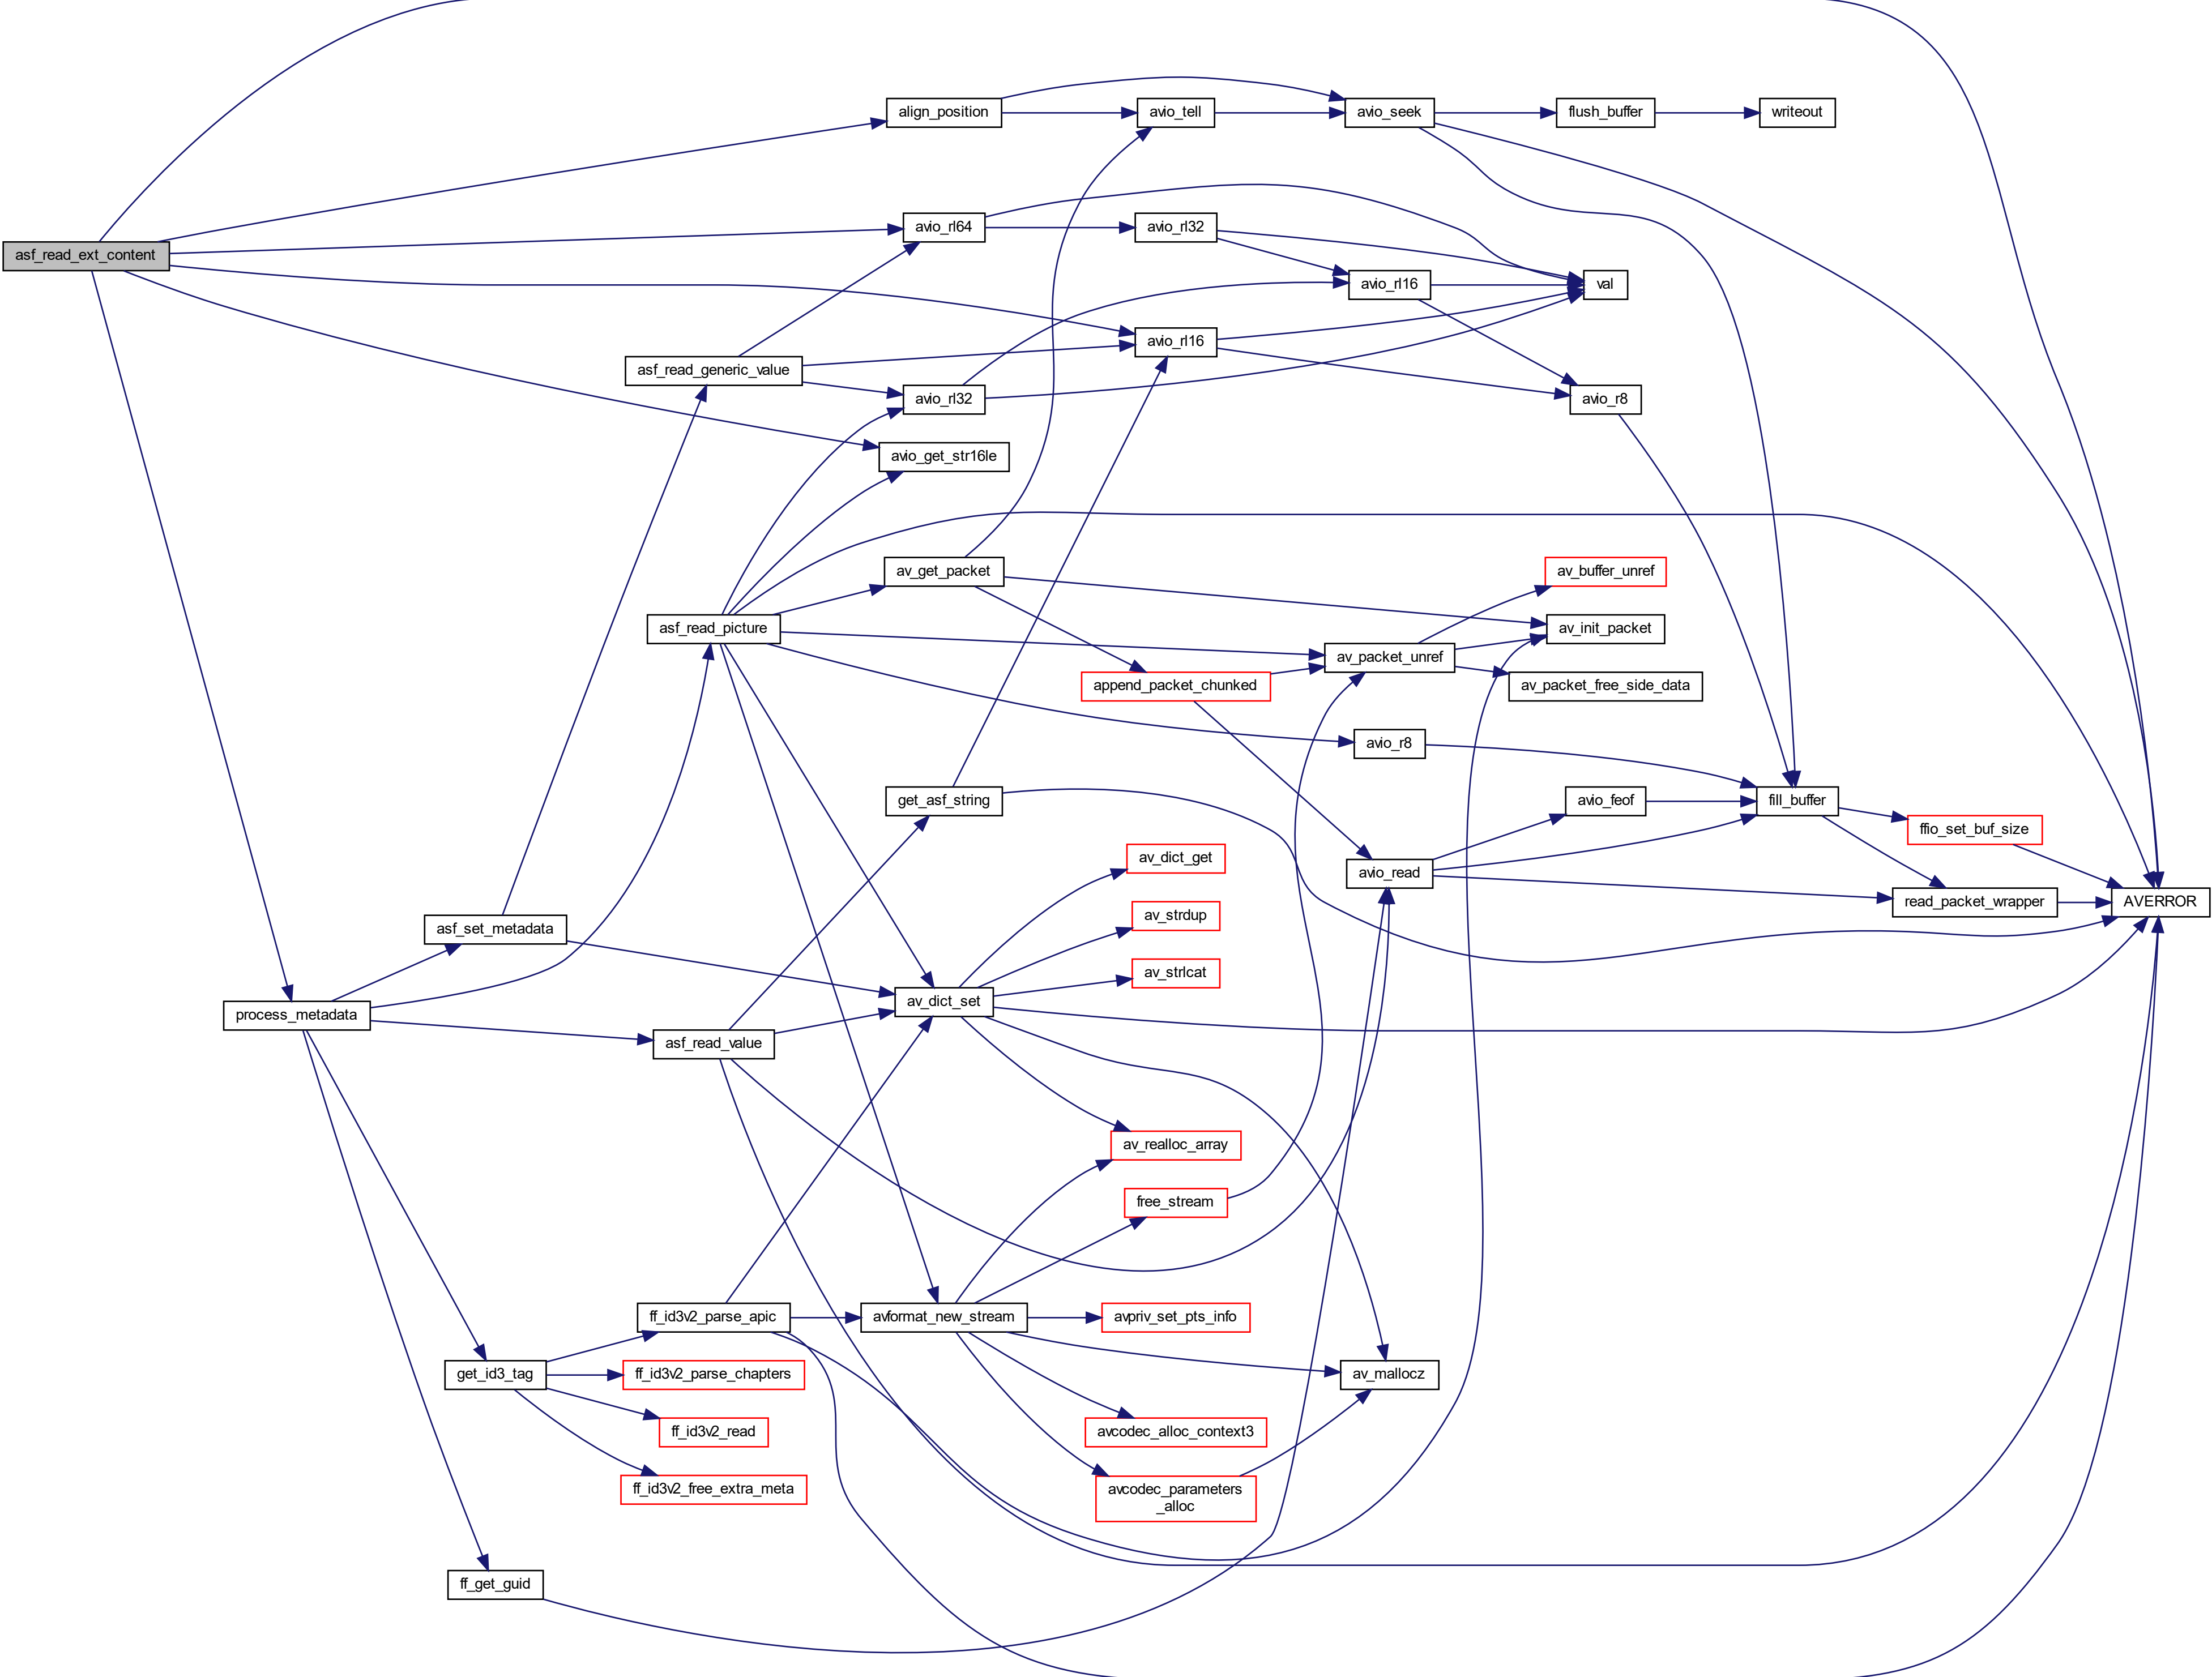 align_position
avio_tell
avio_seek
flush_buffer
writeout
asf_read_ext_content
avio_rl64
avio_rl32
avio_rl16
val
avio_rl16
asf_read_generic_value
avio_rl32
avio_r8
avio_get_str16le
av_get_packet
av_buffer_unref
asf_read_picture
av_init_packet
av_packet_unref
append_packet_chunked
av_packet_free_side_data
avio_r8
get_asf_string
avio_feof
fill_buffer
ffio_set_buf_size
av_dict_get
avio_read
read_packet_wrapper
AVERROR
asf_set_metadata
av_strdup
av_strlcat
process_metadata
av_dict_set
asf_read_value
av_realloc_array
free_stream
ff_id3v2_parse_apic
avformat_new_stream
avpriv_set_pts_info
get_id3_tag
ff_id3v2_parse_chapters
av_mallocz
ff_id3v2_read
avcodec_alloc_context3
ff_id3v2_free_extra_meta
avcodec_parameters
_alloc
ff_get_guid